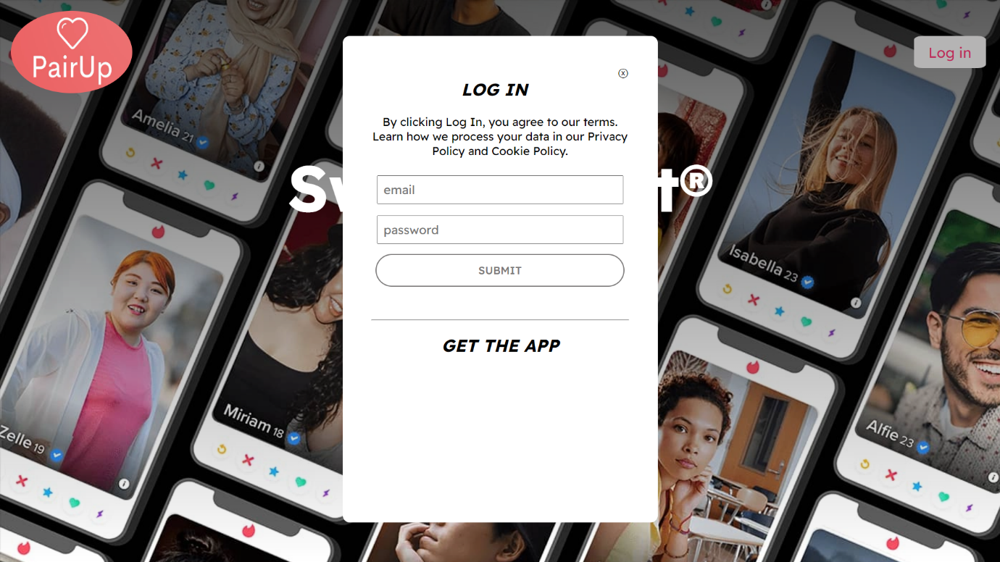 PairUp
Log in
LOG IN
By clicking Log In, you agree to our terms.
Learn how we process your data in our Privacy
Policy and Cookie Policy.
email
password
SUBMIT
GET THE APP
Amelia 21
Isabella 23
Zelle 19
Miriam 18
Alfie 23